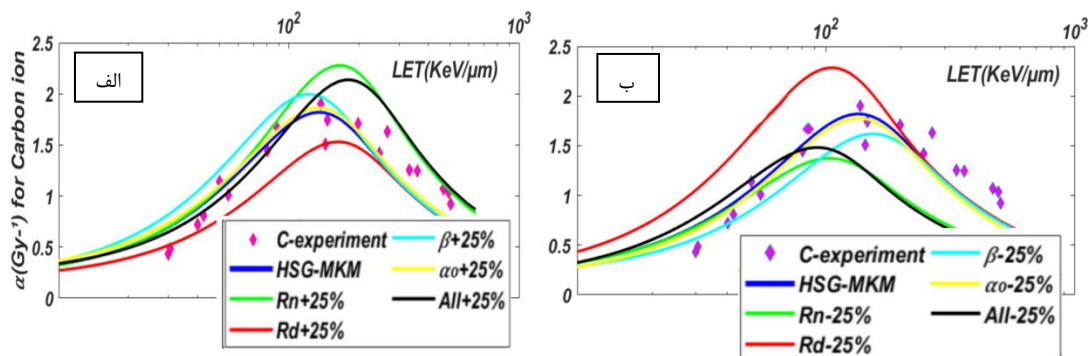 10²
10³
2.5
2
1.5
1
0.5
0
α(Gy⁻¹) for Carbon ion
الف
LET(KeV/μm)
C-experiment
HSG-MKM
Rn+25%
Rd+25%
β+25%
α₀+25%
All+25%
10²
10³
2.5
2
1.5
1
0.5
0
ب
LET(KeV/μm)
C-experiment
HSG-MKM
Rn-25%
Rd-25%
β-25%
α₀-25%
All-25%